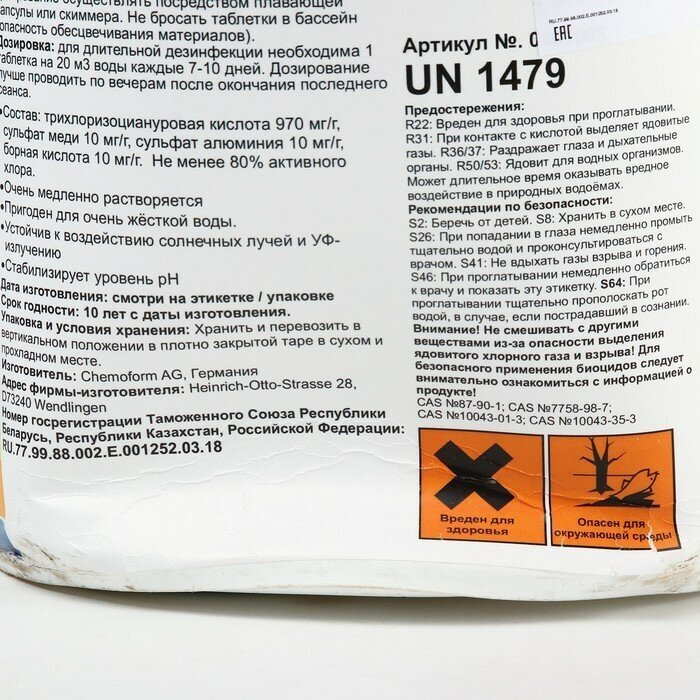 осуществлять посредством плавающей
капсулы или скиммера. Не бросать таблетки в бассейн
опасность обесцвечивания материалов).
Дозировка: для длительной дезинфекции необходима 1
таблетка на 20 м3 воды каждые 7-10 дней. Дозирование
лучше проводить по вечерам после окончания последнего
сеанса.
•Состав: трихлоризоциануровая кислота 970 мг/г,
сульфат меди 10 мг/г, сульфат алюминия 10 мг/г,
борная кислота 10 мг/г. Не менее 80% активного
хлора.
•Очень медленно растворяется
•Пригоден для очень жёсткой воды.
•Устойчив к воздействию солнечных лучей и УФ-
излучению
•Стабилизирует уровень pH
Дата изготовления: смотри на этикетке / упаковке
Срок годности: 10 лет с даты изготовления.
Упаковка и условия хранения: Хранить и перевозить в
вертикальном положении в плотно закрытой таре в сухом и
прохладном месте.
Изготовитель: Chemoform AG, Германия
Адрес фирмы-изготовителя: Heinrich-Otto-Strasse 28,
D73240 Wendlingen
Номер госрегистрации Таможенного Союза Республики
Беларусь, Республики Казахстан, Российской Федерации:
RU.77.99.88.002.E.001252.03.18
RU.77.99.88.002.E.001252.03.18
EAC
Артикул №. 0
UN 1479
Предостережения:
R22: Вреден для здоровья при проглатывании.
R31: При контакте с кислотой выделяет ядовитые
газы. R36/37: Раздражает глаза и дыхательные
органы. R50/53: Ядовит для водных организмов.
Может длительное время оказывать вредное
воздействие в природных водоёмах.
Рекомендации по безопасности:
S2: Беречь от детей. S8: Хранить в сухом месте.
S26: При попадании в глаза немедленно промыть
тщательно водой и проконсультироваться с
врачом. S41: Не вдыхать газы взрыва и горения.
S46: При проглатывании немедленно обратиться
к врачу и показать эту этикетку. S64: При
проглатывании тщательно прополоскать рот
водой, в случае, если пострадавший в сознании.
Внимание! Не смешивать с другими
веществами из-за опасности выделения
ядовитого хлорного газа и взрыва! Для
безопасного применения биоцидов следует
внимательно ознакомиться с информацией о
продукте!
CAS №87-90-1; CAS №7758-98-7;
CAS №10043-01-3; CAS №10043-35-3
Вреден для
здоровья
Опасен для
окружающей среды